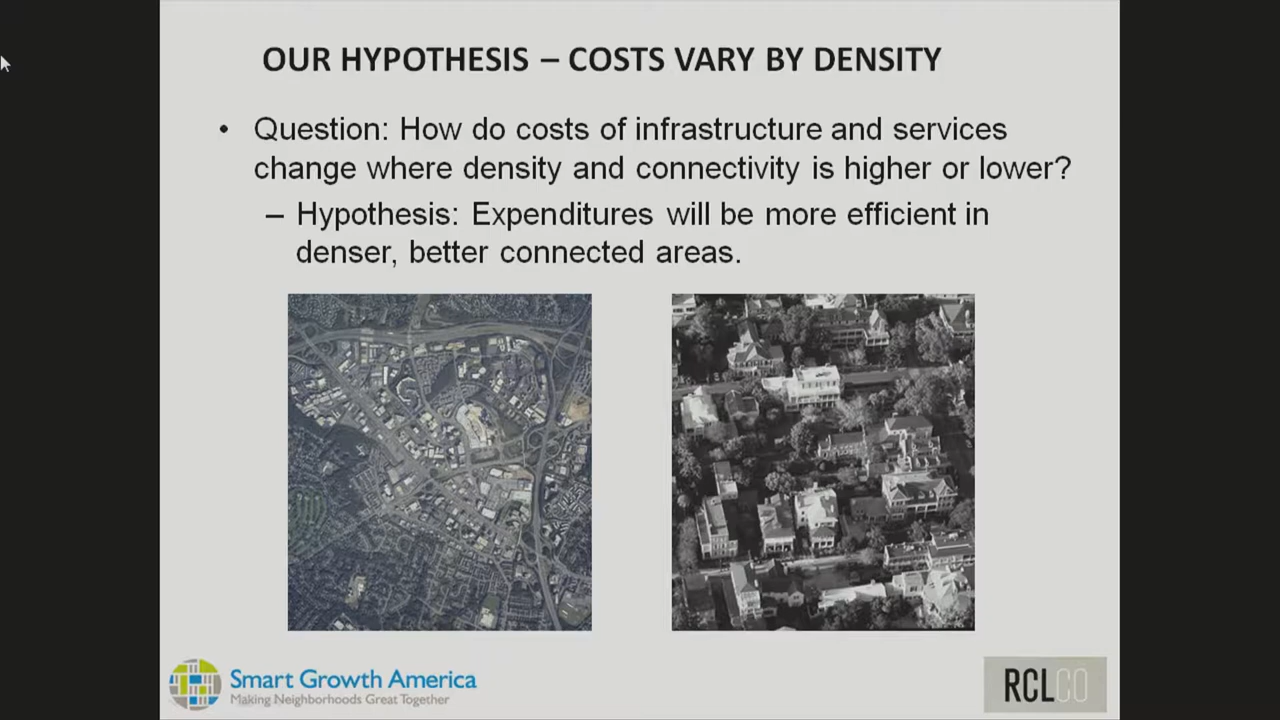 OUR HYPOTHESIS – COSTS VARY BY DENSITY
• Question: How do costs of infrastructure and services
change where density and connectivity is higher or lower?
– Hypothesis: Expenditures will be more efficient in
denser, better connected areas.
Smart Growth America
Making Neighborhoods Great Together
RCLCO